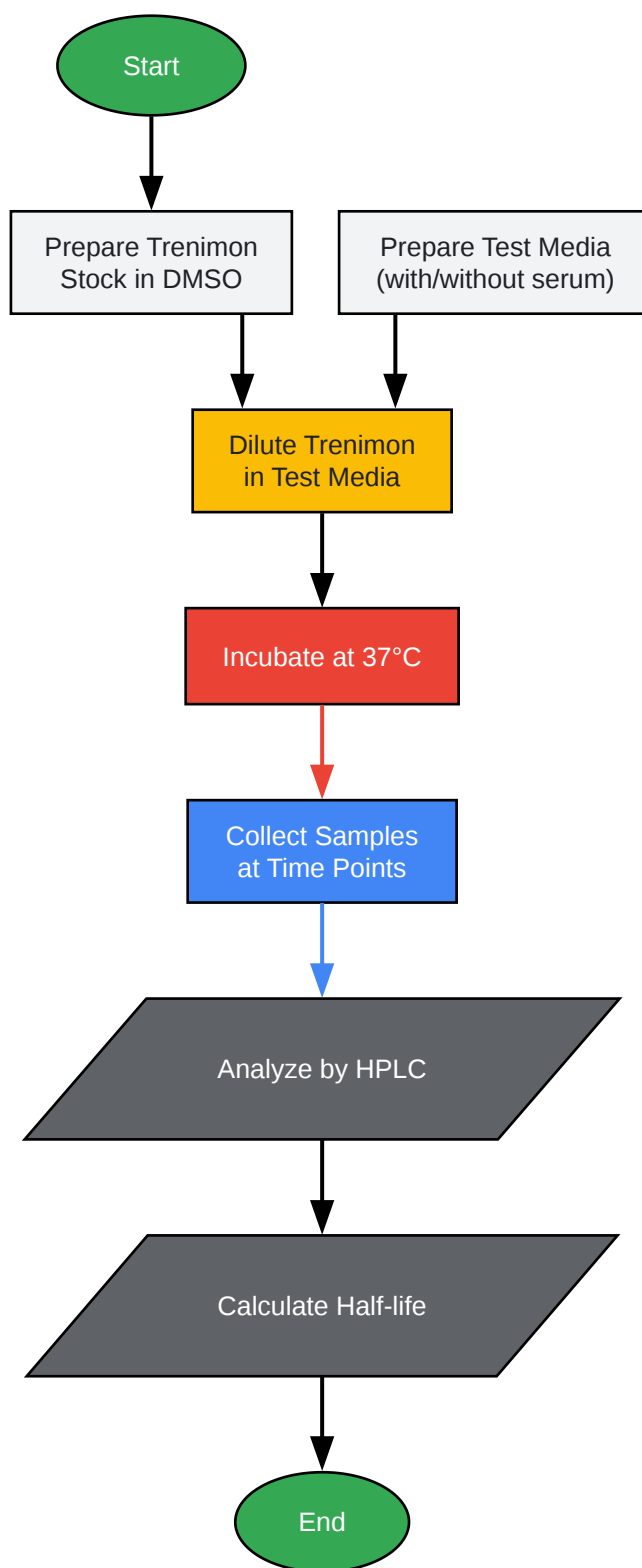 Start
Prepare Trenimon
Stock in DMSO
Prepare Test Media
(with/without serum)
Dilute Trenimon
in Test Media
Incubate at 37°C
Collect Samples
at Time Points
Analyze by HPLC
Calculate Half-life
End